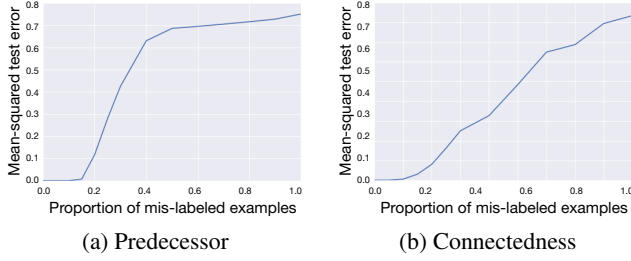 0.8
0.7
0.6
0.5
0.4
0.3
0.2
0.1
0.0
Mean-squared test error
0.0 0.2 0.4 0.6 0.8 1.0
Proportion of mis-labeled examples
(a) Predecessor
0.8
0.7
0.6
0.5
0.4
0.3
0.2
0.1
0.0
Mean-squared test error
0.0 0.2 0.4 0.6 0.8 1.0
Proportion of mis-labeled examples
(b) Connectedness